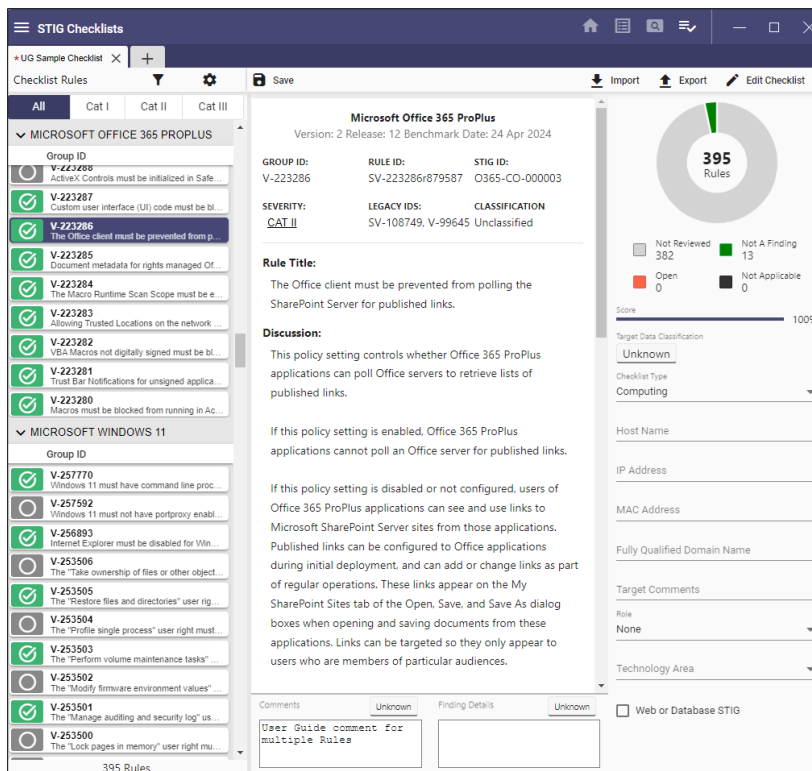 STIG Checklists
* UG Sample Checklist
Checklist Rules
Save
Import
Export
Edit Checklist
All
Cat I
Cat II
Cat III
MICROSOFT OFFICE 365 PROPLUS
Group ID
V-223288
ActiveX Controls must be initialized in Safe...
V-223287
Custom user interface (UI) code must be bl...
V-223286
The Office client must be prevented from p...
V-223285
Document metadata for rights managed Of...
V-223284
The Macro Runtime Scan Scope must be e...
V-223283
Allowing Trusted Locations on the network ...
V-223282
VBA Macros not digitally signed must be bl...
V-223281
Trust Bar Notifications for unsigned applica...
V-223280
Macros must be blocked from running in Ac...
MICROSOFT WINDOWS 11
Group ID
V-257770
Windows 11 must have command line proc...
V-257592
Windows 11 must not have portproxy enabl...
V-256893
Internet Explorer must be disabled for Win...
V-253506
The "Take ownership of files or other object...
V-253505
The "Restore files and directories" user rig...
V-253504
The "Profile single process" user right must...
V-253503
The "Perform volume maintenance tasks" ...
V-253502
The "Modify firmware environment values" ...
V-253501
The "Manage auditing and security log" us...
V-253500
The "Lock pages in memory" user right mu...
395 Rules
Microsoft Office 365 ProPlus
Version: 2 Release: 12 Benchmark Date: 24 Apr 2024
GROUP ID: RULE ID: STIG ID:
V-223286 SV-223286r879587 O365-CO-000003
SEVERITY: LEGACY IDS: CLASSIFICATION
CAT II SV-108749, V-99645 Unclassified
Rule Title:
The Office client must be prevented from polling the
SharePoint Server for published links.
Discussion:
This policy setting controls whether Office 365 ProPlus
applications can poll Office servers to retrieve lists of
published links.
If this policy setting is enabled, Office 365 ProPlus
applications cannot poll an Office server for published links.
If this policy setting is disabled or not configured, users of
Office 365 ProPlus applications can see and use links to
Microsoft SharePoint Server sites from those applications.
Published links can be configured to Office applications
during initial deployment, and can add or change links as part
of regular operations. These links appear on the My
SharePoint Sites tab of the Open, Save, and Save As dialog
boxes when opening and saving documents from these
applications. Links can be targeted so they only appear to
users who are members of particular audiences.
Comments
Unknown
Finding Details
Unknown
User Guide comment for
multiple Rules
395
Rules
Not Reviewed
382
Not A Finding
13
Open
0
Not Applicable
0
Score
100%
Target Data Classification
Unknown
Checklist Type
Computing
Host Name
IP Address
MAC Address
Fully Qualified Domain Name
Target Comments
Role
None
Technology Area
Web or Database STIG